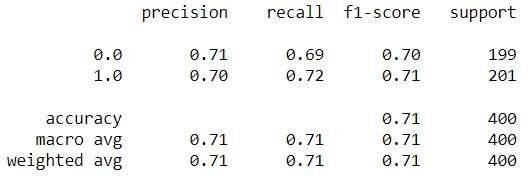 precision recall f1-score support
0.0 0.71 0.69 0.70 199
1.0 0.70 0.72 0.71 201
accuracy 0.71 400
macro avg 0.71 0.71 0.71 400
weighted avg 0.71 0.71 0.71 400